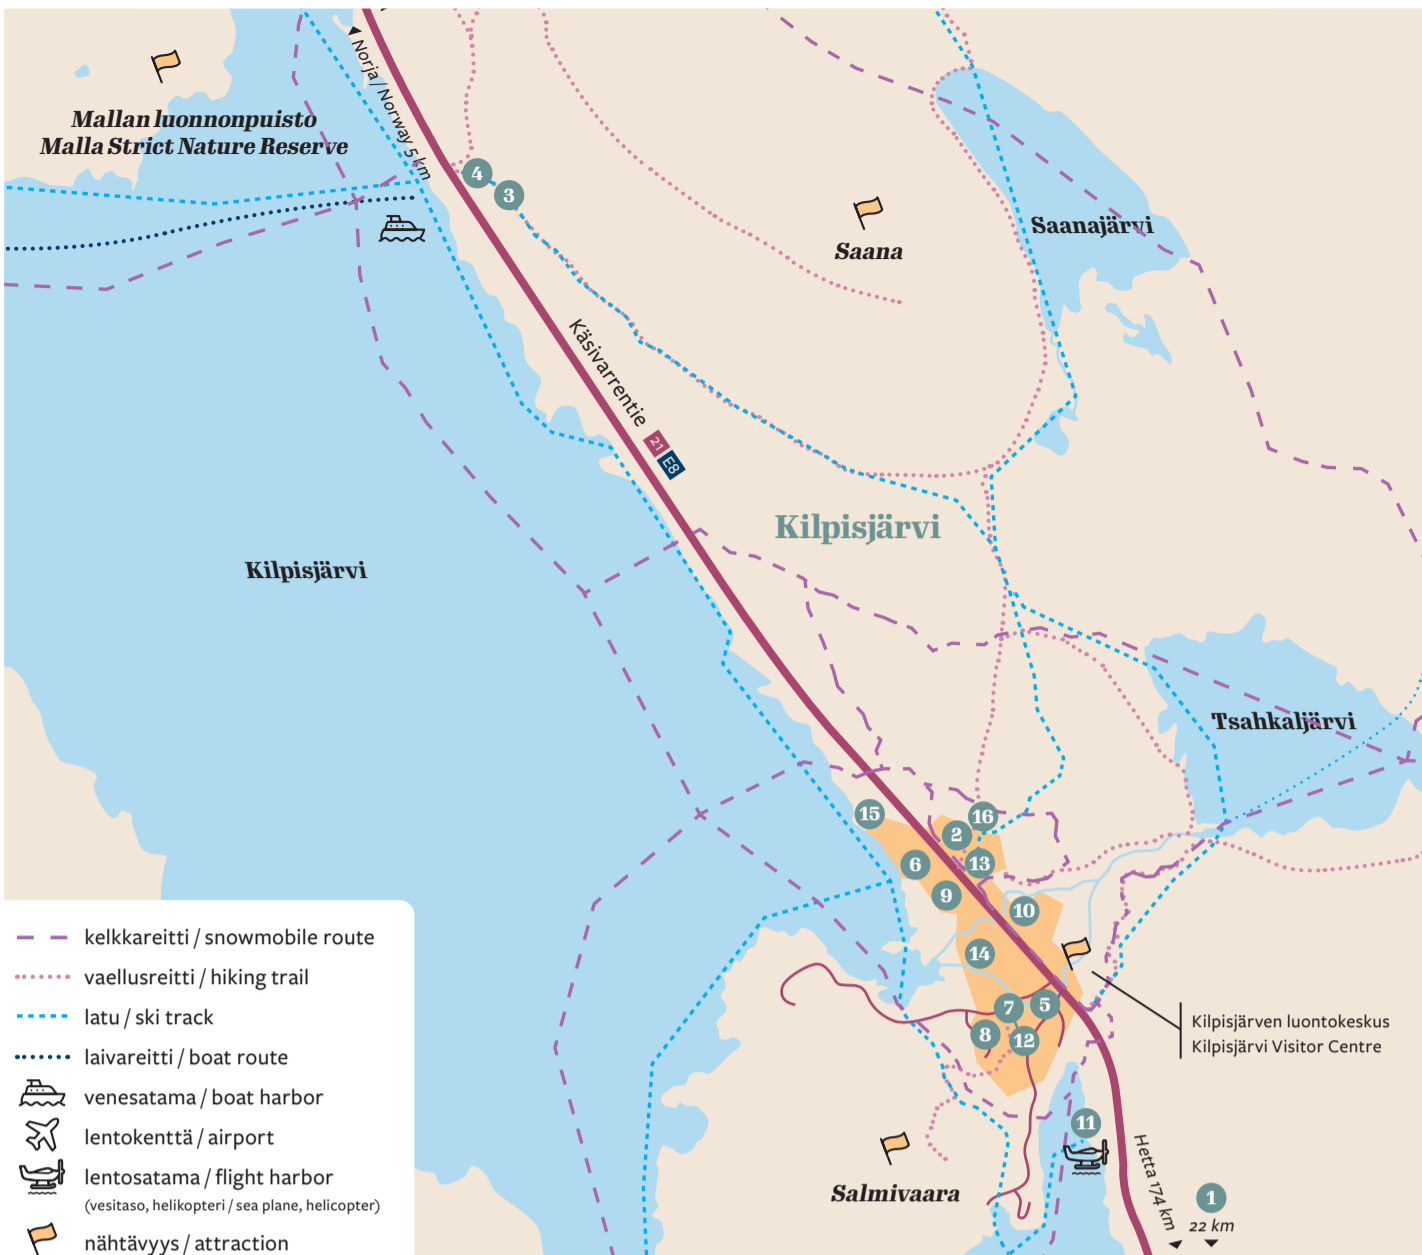 Norja / Norway 5 km
Mallan luonnonpuisto
Malla Strict Nature Reserve
4
3
Saana
Saanajärvi
Käsivarrentie
21
E8
Kilpisjärvi
Kilpisjärvi
Tsahkaljärvi
15
16
2
6
13
9
10
14
7
5
8
12
Kilpisjärven luontokeskus
Kilpisjärvi Visitor Centre
11
Salmivaara
Hetta 174 km
1
22 km
kelkkareitti / snowmobile route
vaellusreitti / hiking trail
latu / ski track
laivareitti / boat route
venesatama / boat harbor
lentokenttä / airport
lentosatama / flight harbor
(vesitaso, helikopteri / sea plane, helicopter)
nähtävyys / attraction